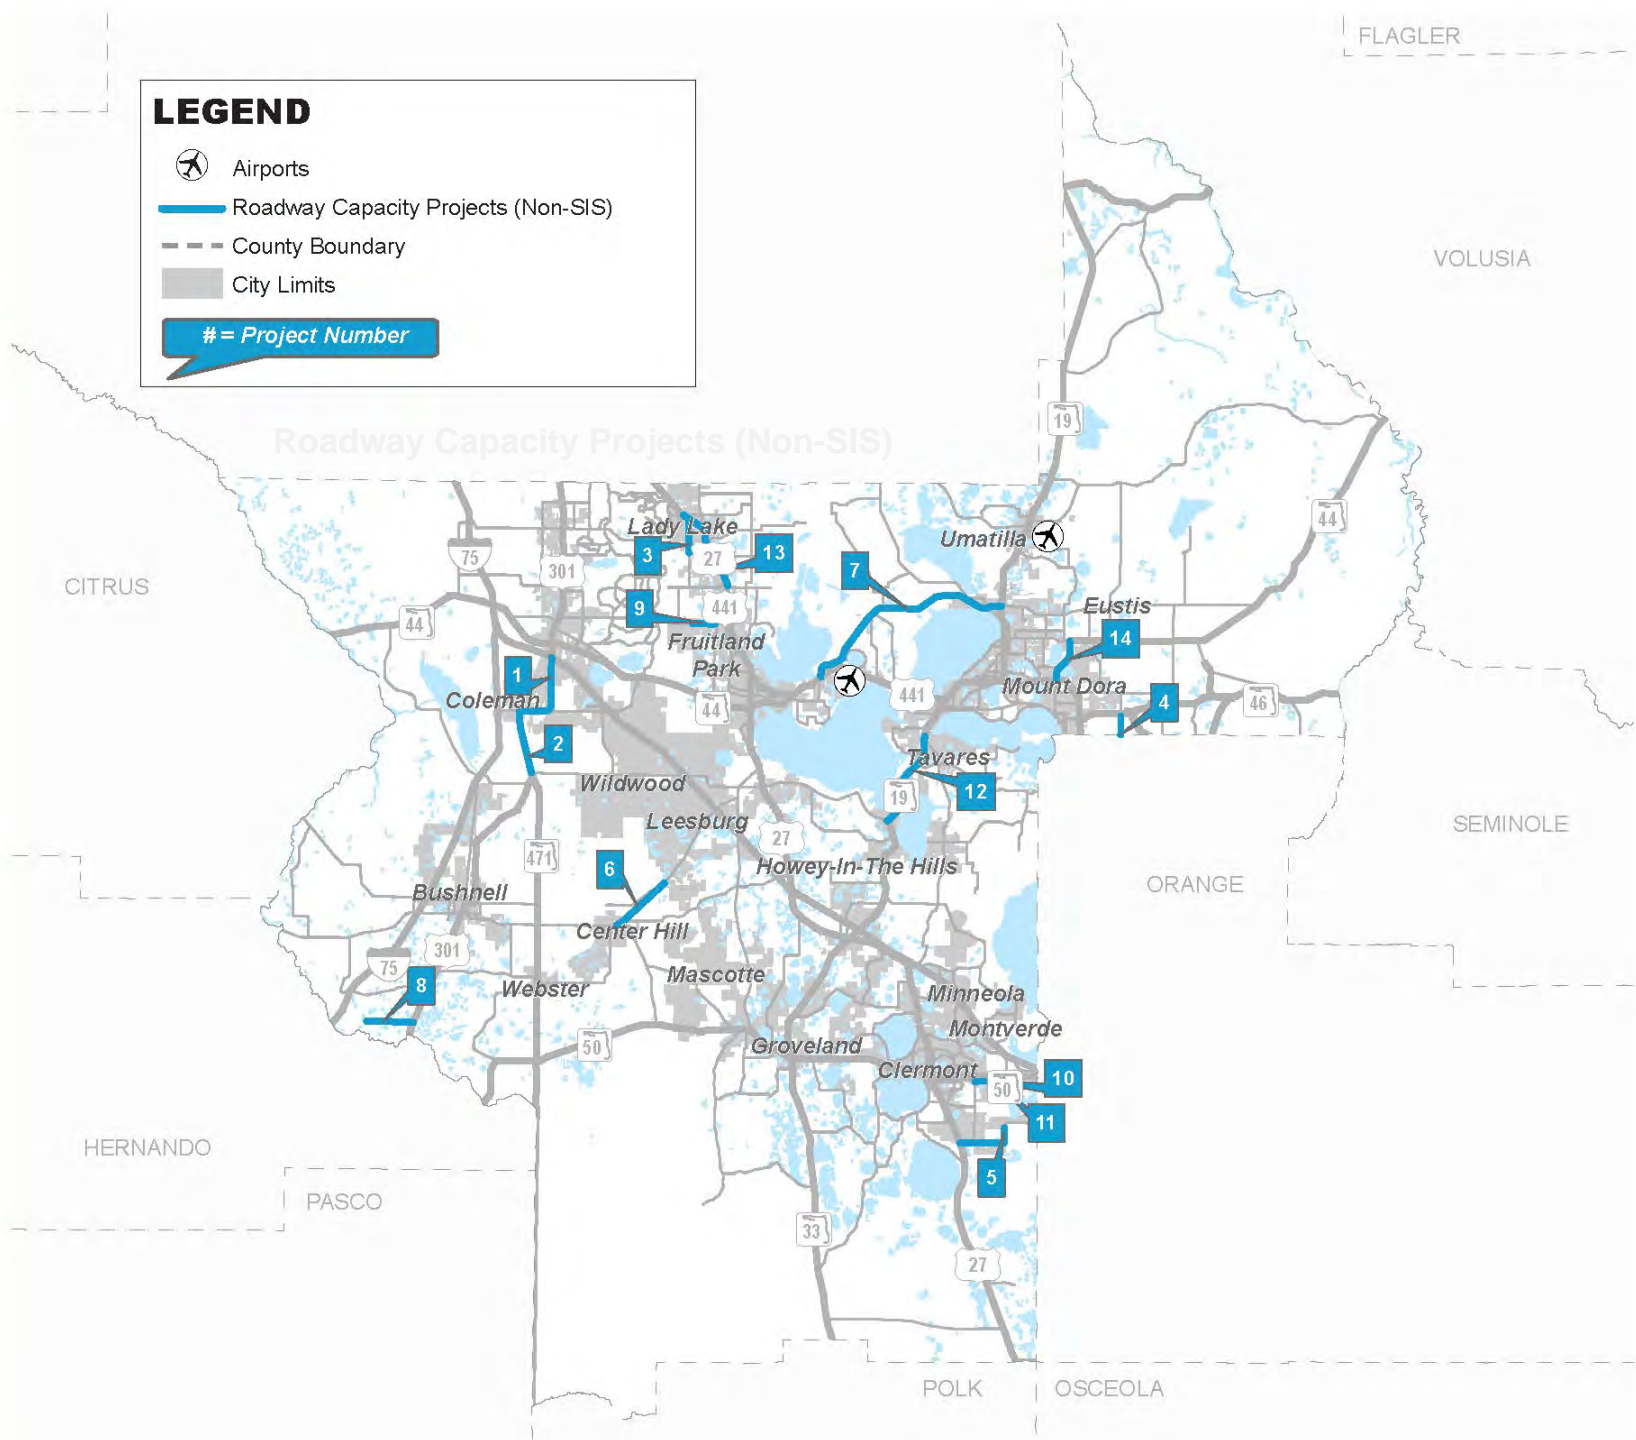 FLAGLER
LEGEND
Airports
Roadway Capacity Projects (Non-SIS)
County Boundary
City Limits
# = Project Number
VOLUSIA
19
Roadway Capacity Projects (Non-SIS)
44
Lady Lake
Umatilla
75
301
3
27
13
7
CITRUS
44
9
441
Eustis
Fruitland
Park
14
1
Coleman
44
441
Mount Dora
4
46
2
Tavares
Wildwood
19
12
Leesburg
27
SEMINOLE
471
6
Howey-In-The Hills
ORANGE
Bushnell
Center Hill
301
75
8
Webster
Mascotte
Minneola
Montverde
50
Groveland
Clermont
50
10
11
HERNANDO
5
PASCO
33
27
POLK
OSCEOLA